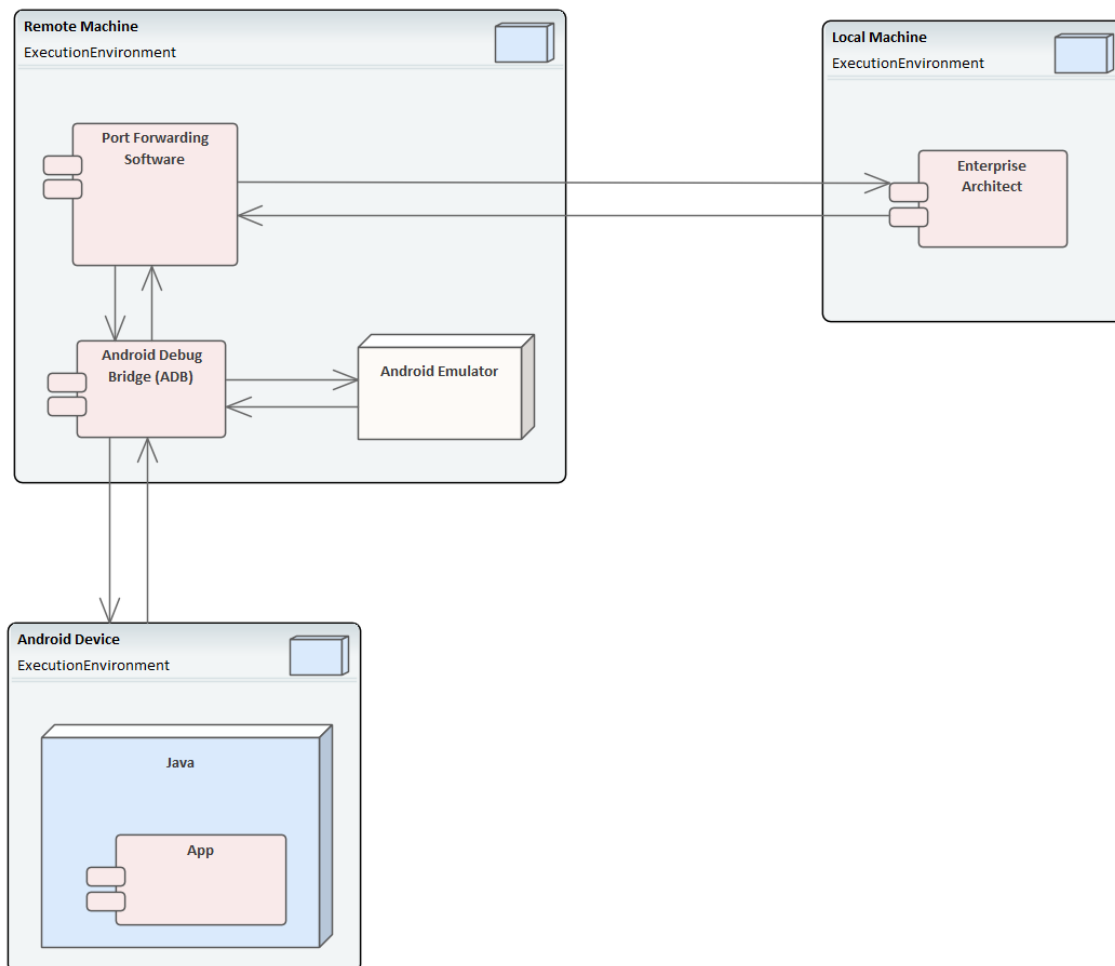 Remote Machine
ExecutionEnvironment
Port Forwarding
Software
Android Debug
Bridge (ADB)
Android Emulator
Local Machine
ExecutionEnvironment
Enterprise
Architect
Android Device
ExecutionEnvironment
Java
App